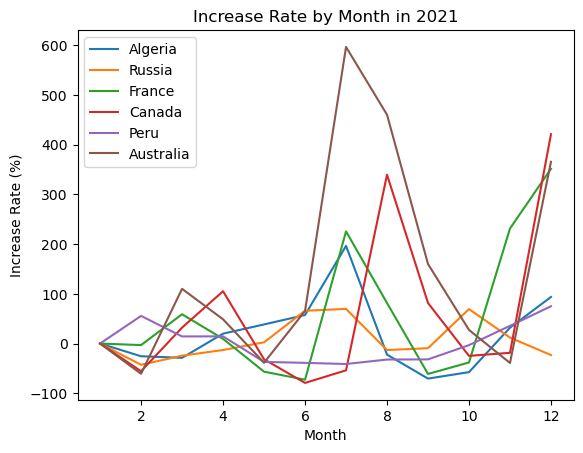 Increase Rate by Month in 2021
Increase Rate (%)
600
500
400
300
200
100
0
−100
Algeria
Russia
France
Canada
Peru
Australia
2 4 6 8 10 12
Month